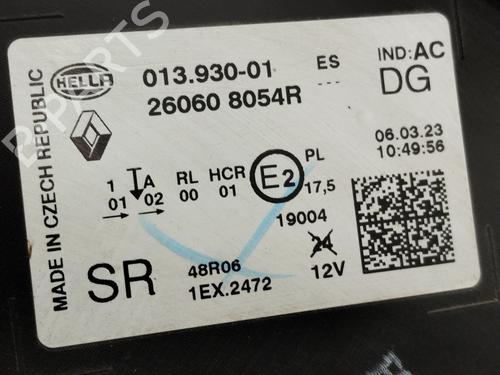 HELLA 013.930-01 ES IND:AC
26060 8054R DG
06.03.23
10:49:56
1 A RL HCR E2 PL
01 02 00 01 17,5
19004
24
SR 48R06 12V
1EX.2472
MADE IN CZECH REPUBLIC
B-PARTS